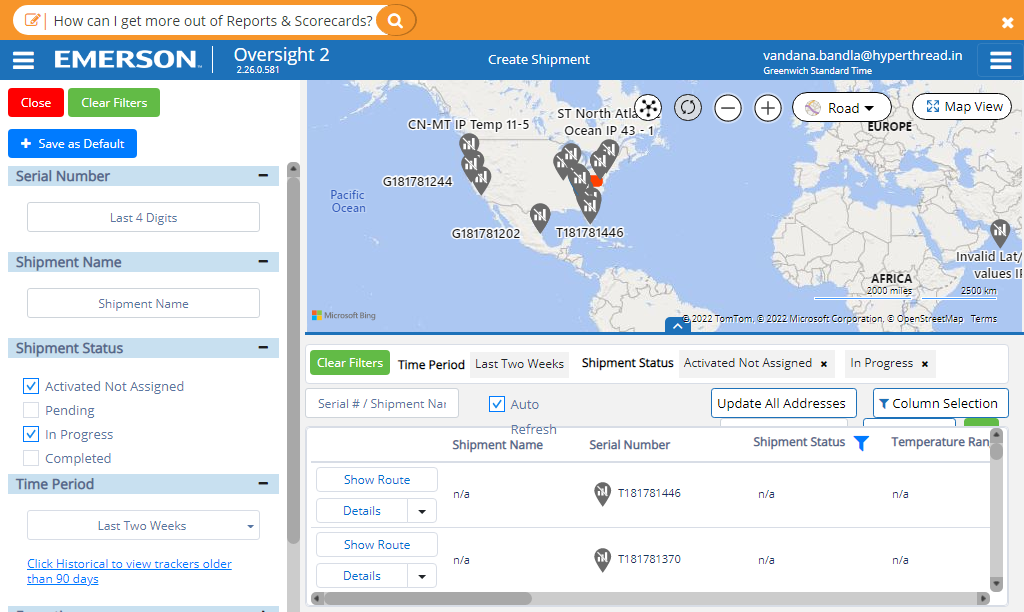 How can I get more out of Reports & Scorecards?
EMERSON
Oversight 2
2.26.0.581
Create Shipment
vandana.bandla@hyperthread.in
Greenwich Standard Time
Close
Clear Filters
Save as Default
Serial Number
Last 4 Digits
Shipment Name
Shipment Name
Shipment Status
Activated Not Assigned
Pending
In Progress
Completed
Time Period
Last Two Weeks
Click Historical to view trackers older
than 90 days
Road
Map View
CN-MT IP Temp 11-5
ST North Atla
Ocean IP 43 - 1
EUROPE
G181781244
Pacific
Ocean
G181781202
T181781446
Invalid Lat/
values IF
AFRICA
2000 miles
2500 km
Microsoft Bing
© 2022 TomTom, © 2022 Microsoft Corporation, © OpenStreetMap
Terms
Clear Filters
Time Period
Last Two Weeks
Shipment Status
Activated Not Assigned ×
In Progress ×
Serial # / Shipment Nar
Auto
Refresh
Update All Addresses
Column Selection
Shipment Name
Serial Number
Shipment Status
Temperature Ran
Show Route
Details
n/a
T181781446
n/a
n/a
Show Route
Details
n/a
T181781370
n/a
n/a